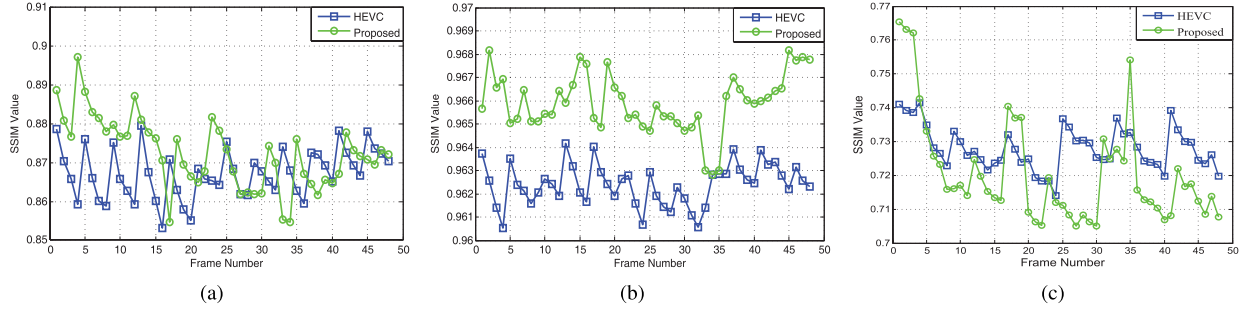 0.91
0.9
0.89
0.88
0.87
0.86
0.85
SSIM Value
0 5 10 15 20 25 30 35 40 45 50
Frame Number
HEVC
Proposed
(a)
0.97
0.969
0.968
0.967
0.966
0.965
0.964
0.963
0.962
0.961
0.96
SSIM Value
0 5 10 15 20 25 30 35 40 45 50
Frame Number
HEVC
Proposed
(b)
0.77
0.76
0.75
0.74
0.73
0.72
0.71
0.7
SSIM Value
0 5 10 15 20 25 30 35 40 45 50
Frame Number
HEVC
Proposed
(c)